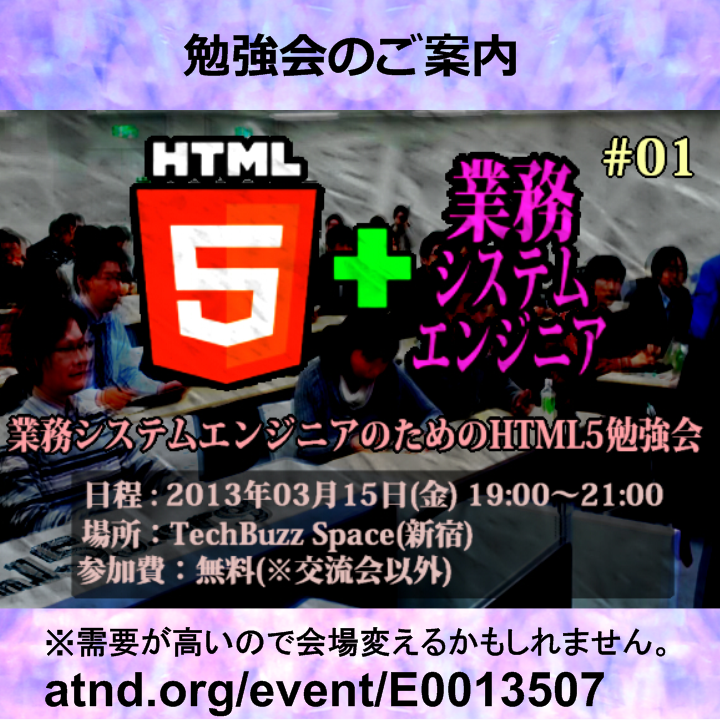 勉強会のご案内
#01
HTML
5
+
業務
システム
エンジニア
業務システムエンジニアのためのHTML5勉強会
日程 : 2013年03月15日(金) 19:00～21:00
場所：TechBuzz Space(新宿)
参加費：無料(※交流会以外)
※需要が高いので会場変えるかもしれません。
atnd.org/event/E0013507